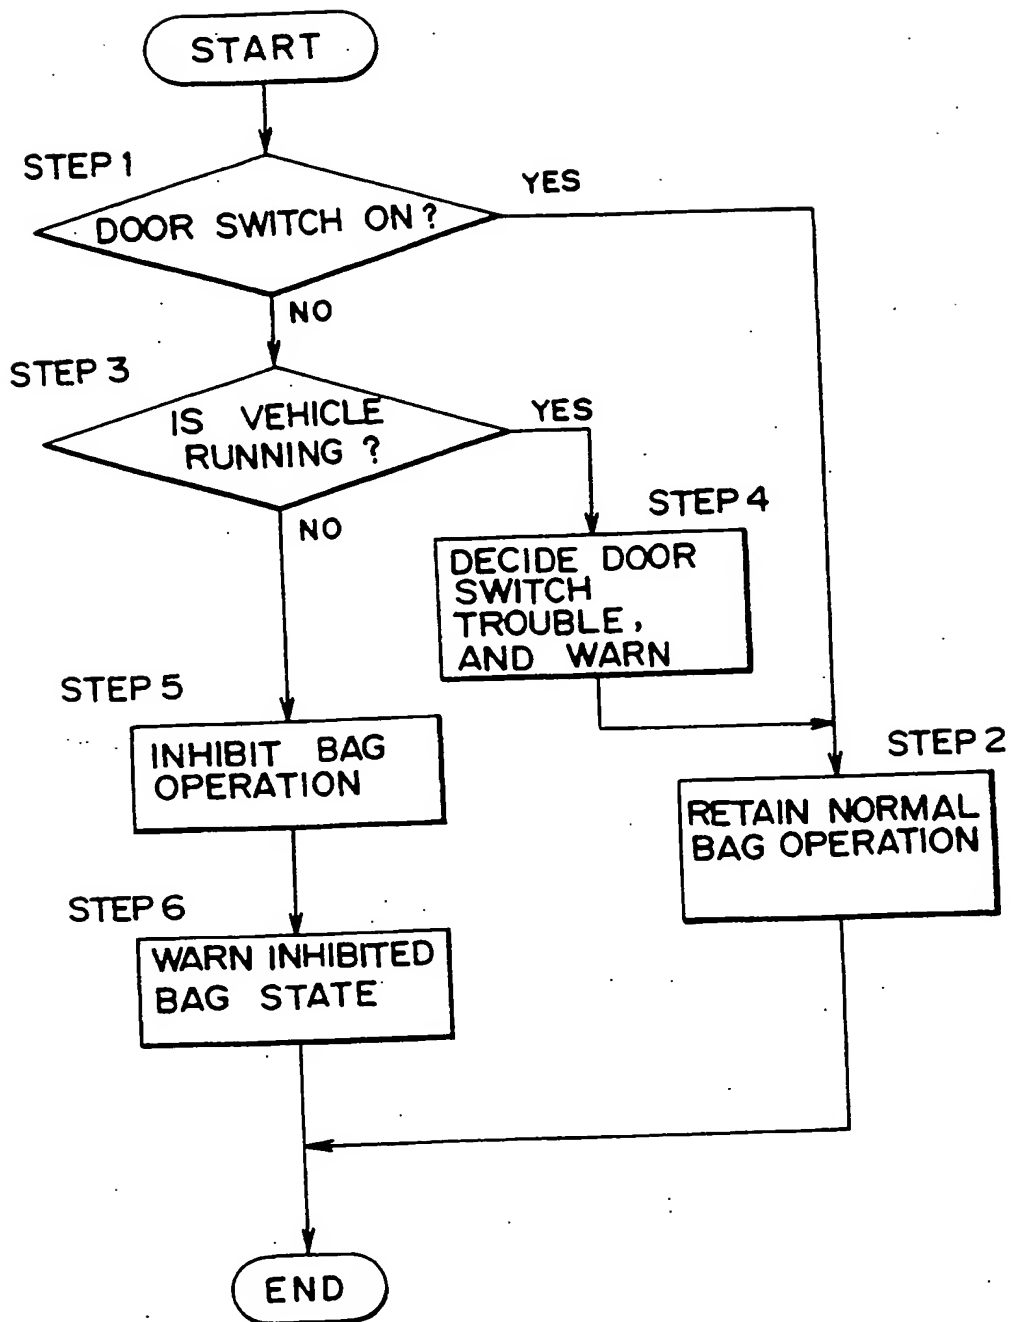 START
STEP 1
DOOR SWITCH ON?
YES
NO
STEP 3
IS VEHICLE
RUNNING ?
YES
NO
STEP 4
DECIDE DOOR
SWITCH
TROUBLE,
AND WARN
STEP 5
INHIBIT BAG
OPERATION
STEP 2
RETAIN NORMAL
BAG OPERATION
STEP 6
WARN INHIBITED
BAG STATE
END